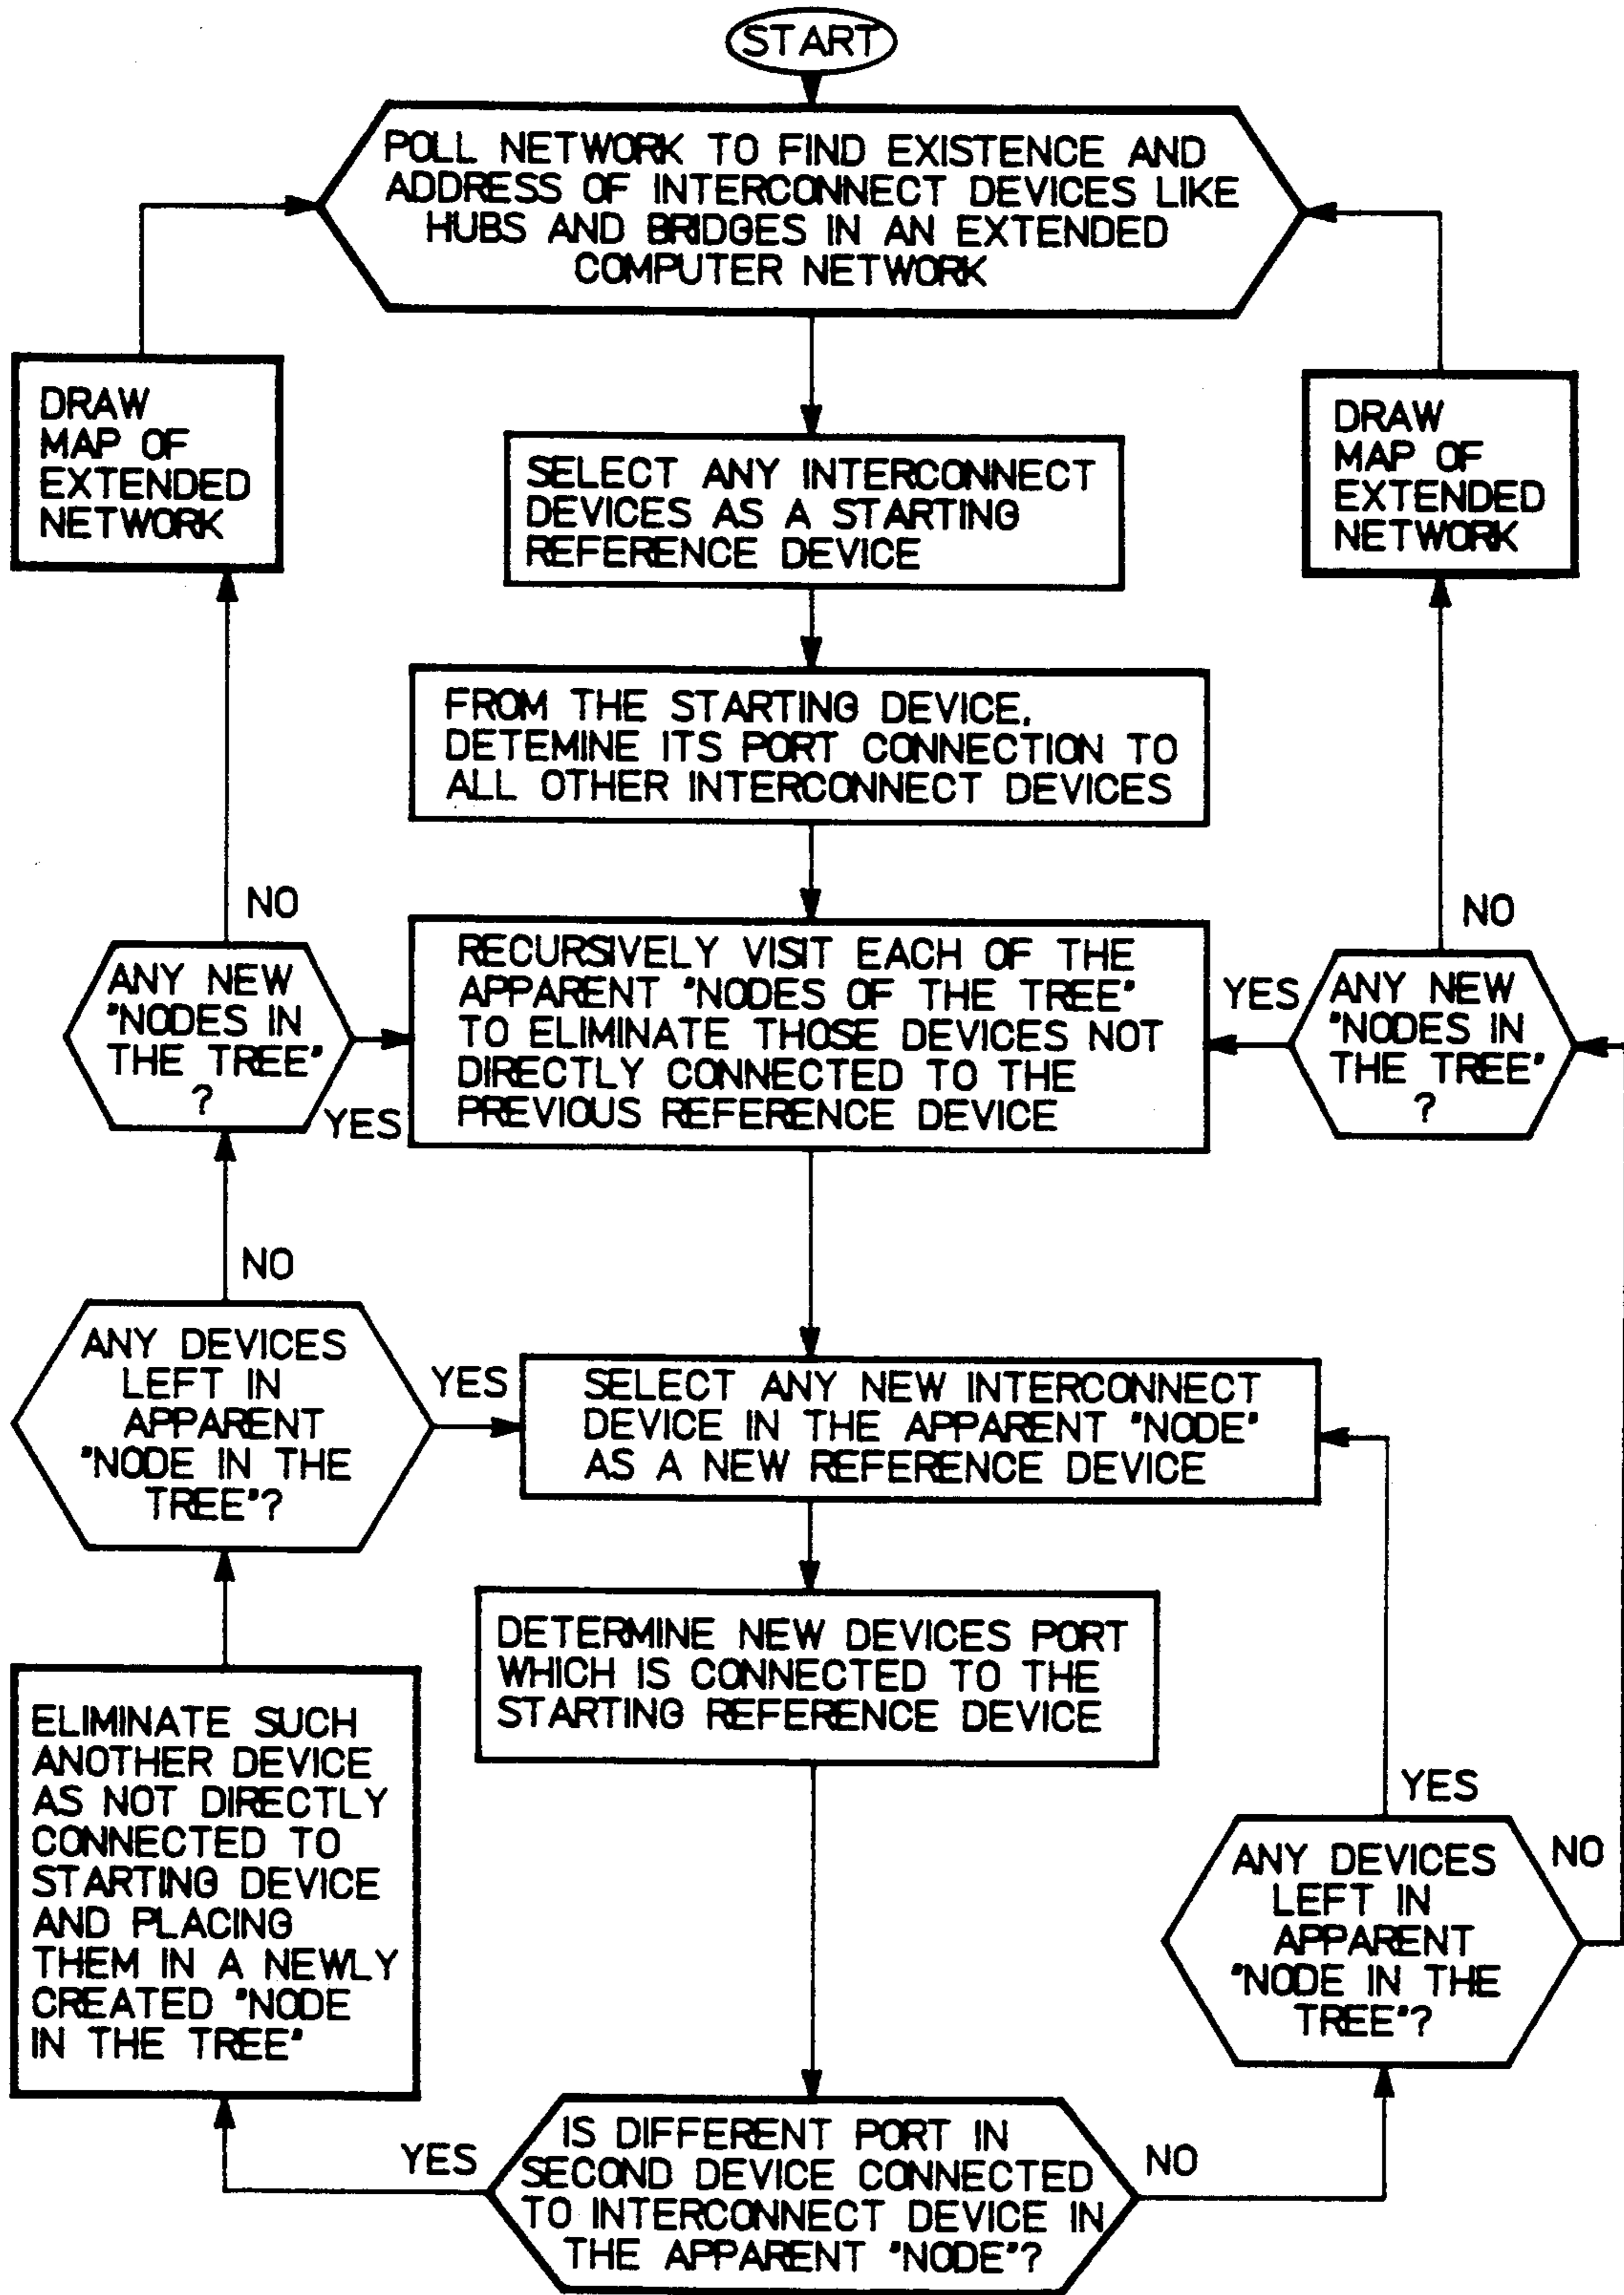 START
POLL NETWORK TO FIND EXISTENCE AND
ADDRESS OF INTERCONNECT DEVICES LIKE
HUBS AND BRIDGES IN AN EXTENDED
COMPUTER NETWORK
DRAW
MAP OF
EXTENDED
NETWORK
SELECT ANY INTERCONNECT
DEVICES AS A STARTING
REFERENCE DEVICE
DRAW
MAP OF
EXTENDED
NETWORK
FROM THE STARTING DEVICE,
DETEMINE ITS PORT CONNECTION TO
ALL OTHER INTERCONNECT DEVICES
NO
NO
ANY NEW
"NODES IN
THE TREE"
?
YES
RECURSIVELY VISIT EACH OF THE
APPARENT "NODES OF THE TREE"
TO ELIMINATE THOSE DEVICES NOT
DIRECTLY CONNECTED TO THE
PREVIOUS REFERENCE DEVICE
YES
ANY NEW
"NODES IN
THE TREE"
?
NO
ANY DEVICES
LEFT IN
APPARENT
"NODE IN THE
TREE"?
YES
SELECT ANY NEW INTERCONNECT
DEVICE IN THE APPARENT "NODE"
AS A NEW REFERENCE DEVICE
DETERMINE NEW DEVICES PORT
WHICH IS CONNECTED TO THE
STARTING REFERENCE DEVICE
ELIMINATE SUCH
ANOTHER DEVICE
AS NOT DIRECTLY
CONNECTED TO
STARTING DEVICE
AND PLACING
THEM IN A NEWLY
CREATED "NODE
IN THE TREE"
YES
ANY DEVICES
LEFT IN
APPARENT
"NODE IN THE
TREE"?
NO
YES
IS DIFFERENT PORT IN
SECOND DEVICE CONNECTED
TO INTERCONNECT DEVICE IN
THE APPARENT "NODE"?
NO